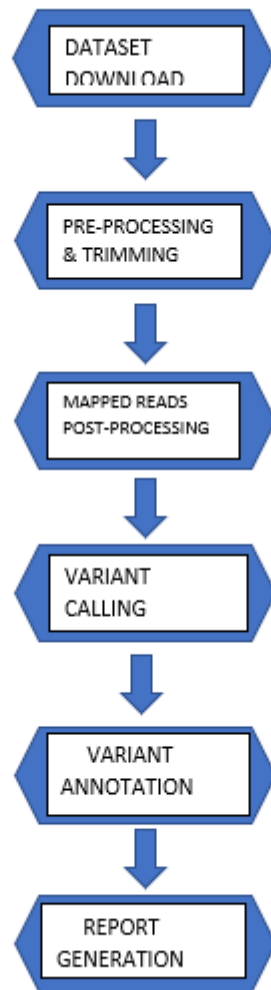 DATASET
DOWNLOAD
PRE-PROCESSING
& TRIMMING
MAPPED READS
POST-PROCESSING
VARIANT
CALLING
VARIANT
ANNOTATION
REPORT
GENERATION